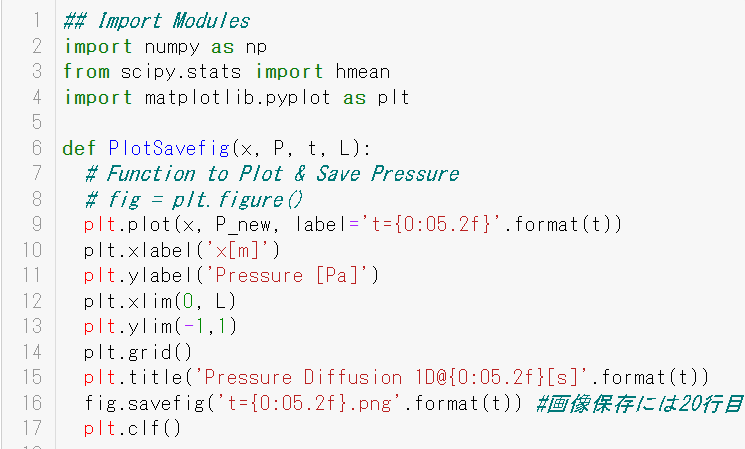 1 ## Import Modules
2 import numpy as np
3 from scipy.stats import hmean
4 import matplotlib.pyplot as plt
5
6 def PlotSavefig(x, P, t, L):
7 # Function to Plot & Save Pressure
8 # fig = plt.figure()
9 plt.plot(x, P_new, label='t={0:05.2f}'.format(t))
10 plt.xlabel('x[m]')
11 plt.ylabel('Pressure [Pa]')
12 plt.xlim(0, L)
13 plt.ylim(-1,1)
14 plt.grid()
15 plt.title('Pressure Diffusion 1D@{0:05.2f}[s]'.format(t))
16 fig.savefig('t={0:05.2f}.png'.format(t)) #画像保存には20行目
17 plt.clf()